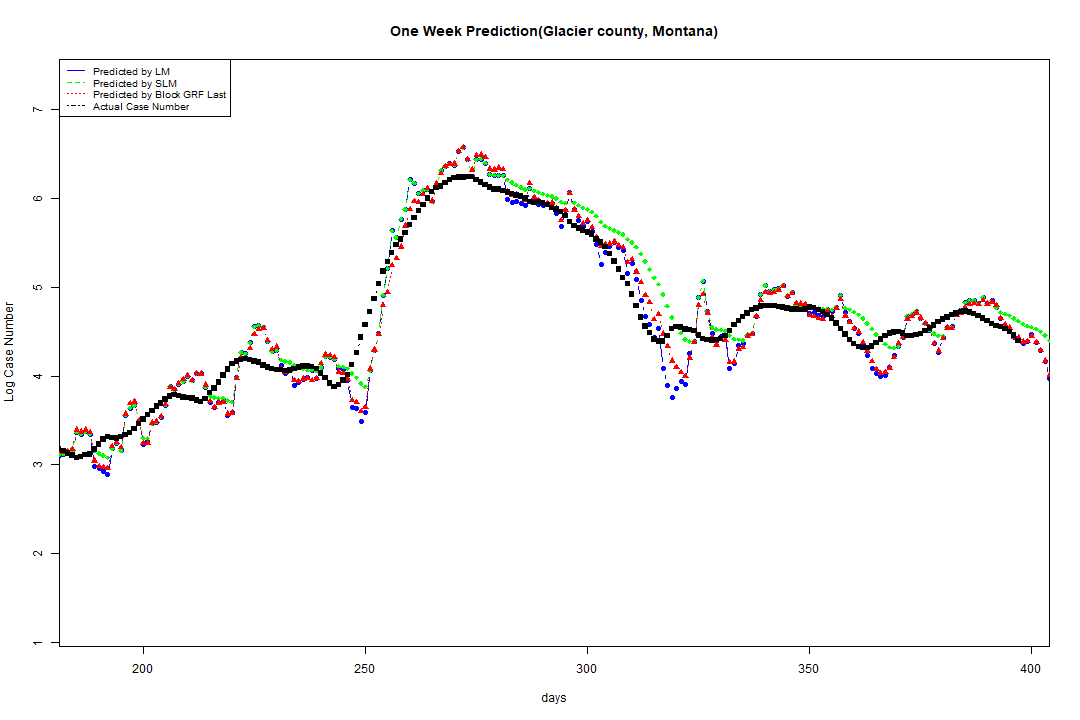 One Week Prediction(Glacier county, Montana)
Predicted by LM
Predicted by SLM
Predicted by Block GRF Last
Actual Case Number
7
6
5
4
3
2
1
Log Case Number
200 250 300 350 400
days